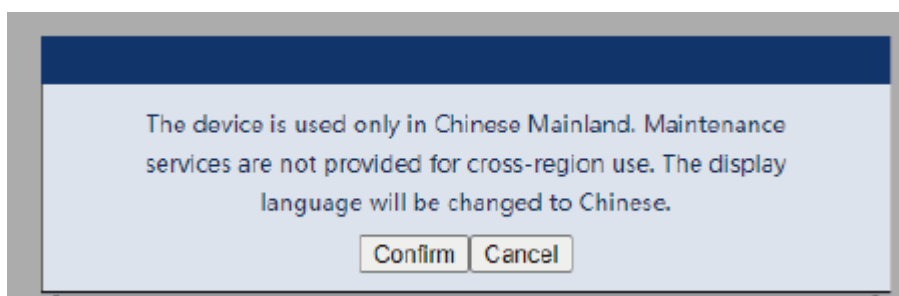 The device is used only in Chinese Mainland. Maintenance
services are not provided for cross-region use. The display
language will be changed to Chinese.
Confirm Cancel